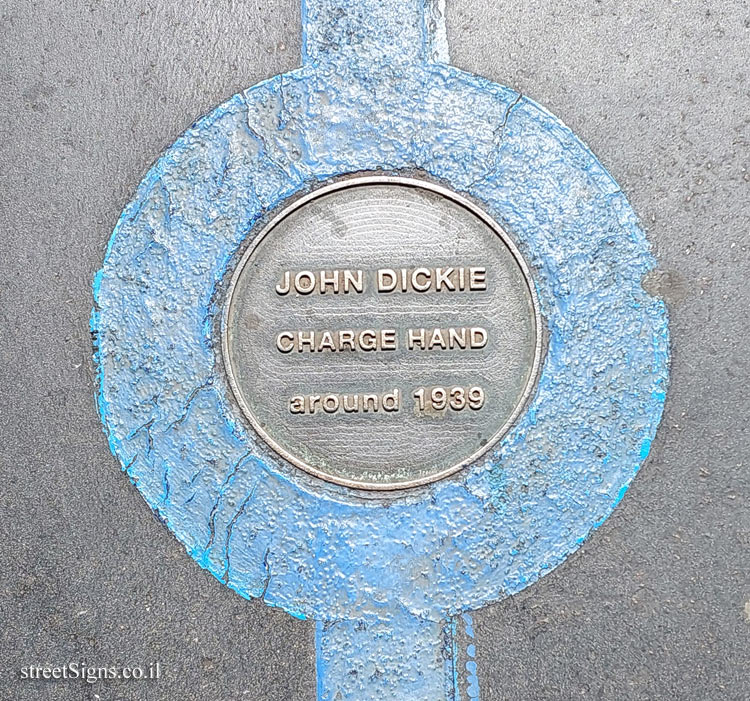 JOHN DICKIE
CHARGE HAND
around 1939
streetSigns.co.il